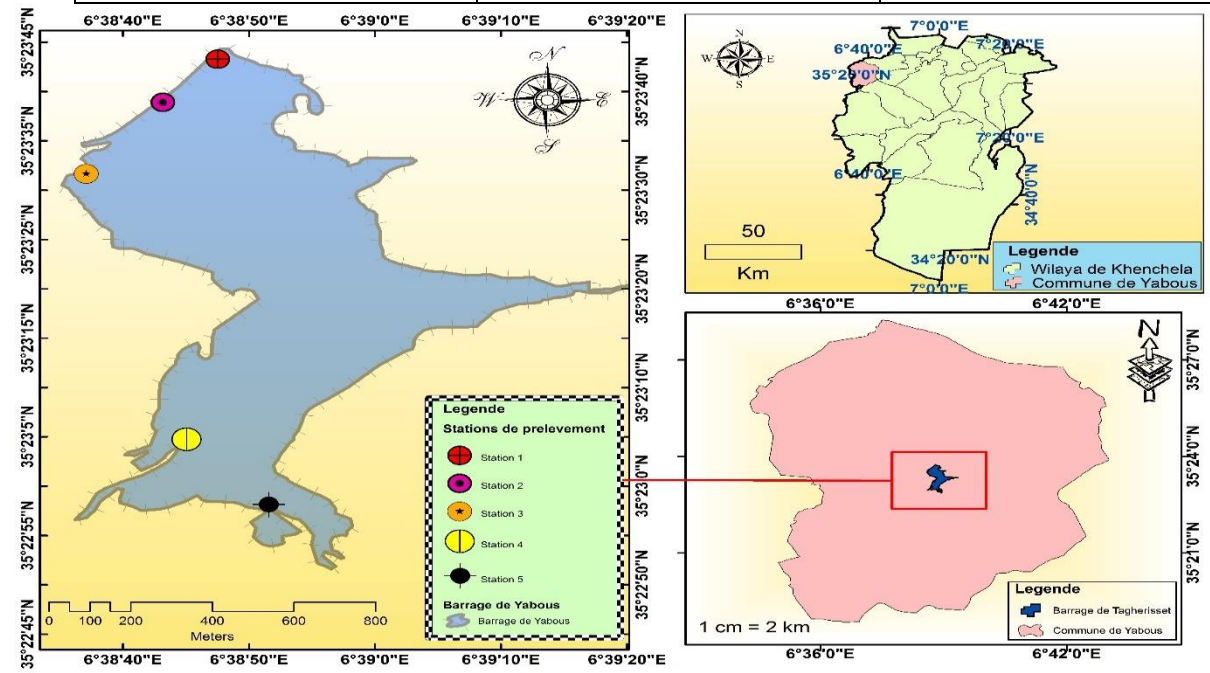 6°38'40"E 6°38'50"E 6°39'0"E 6°39'10"E 6°39'20"E
35°23'45"N
35°23'35"N
35°23'25"N
35°23'15"N
35°23'5"N
35°22'55"N
35°22'45"N
N
W E
S
35°23'40"N
35°23'30"N
35°23'20"N
35°23'10"N
35°23'0"N
35°22'50"N
Legende
Stations de prelevement
Station 1
Station 2
Station 3
Station 4
Station 5
Barrage de Yabous
Barrage de Yabous
0 100 200 400 600 800
Meters
6°38'40"E 6°38'50"E 6°39'0"E 6°39'10"E 6°39'20"E
N
W E
S
7°0'0"E
6°40'0"E 7°20'0"E
35°20'0"N
7°20'0"E
6°40'0"E
34°40'0"N
34°20'0"N
7°0'0"E
50
Km
Legende
Wilaya de Khenchela
Commune de Yabous
6°36'0"E 6°42'0"E
N
35°27'0"N
35°24'0"N
35°21'0"N
1 cm = 2 km
Legende
Barrage de Tagherisset
Commune de Yabous
6°36'0"E 6°42'0"E